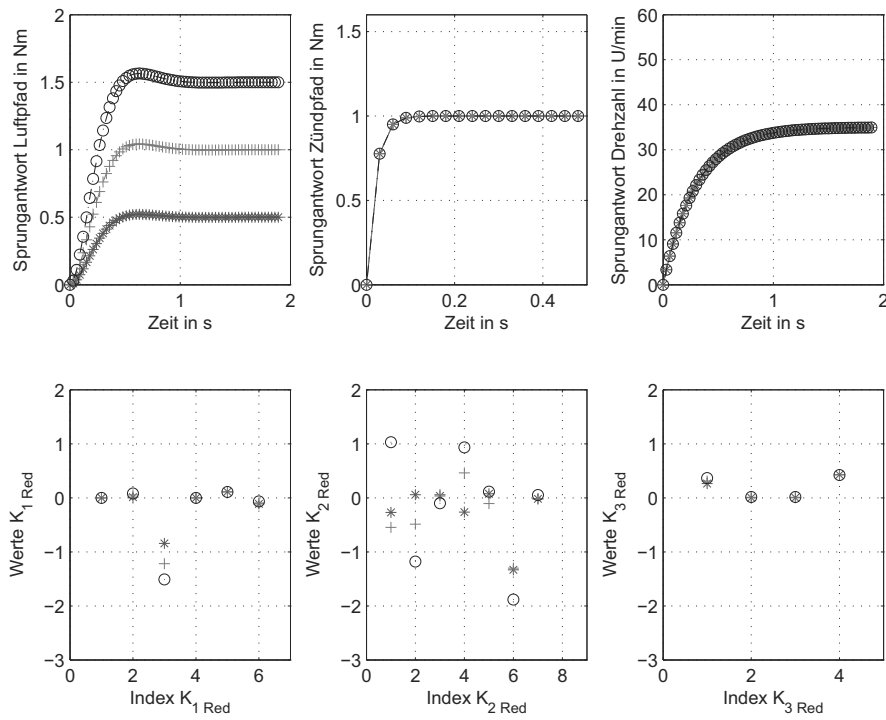 Sprungantwort Luftpfad in Nm
2
1.5
1
0.5
0
0 1 2
Zeit in s
Sprungantwort Zündpfad in Nm
1.5
1
0.5
0
0 0.2 0.4
Zeit in s
Sprungantwort Drehzahl in U/min
60
50
40
30
20
10
0
0 1 2
Zeit in s
Werte K1 Red
2
1
0
−1
−2
−3
0 2 4 6
Index K1 Red
Werte K2 Red
2
1
0
−1
−2
−3
0 2 4 6 8
Index K2 Red
Werte K3 Red
2
1
0
−1
−2
−3
0 2 4
Index K3 Red